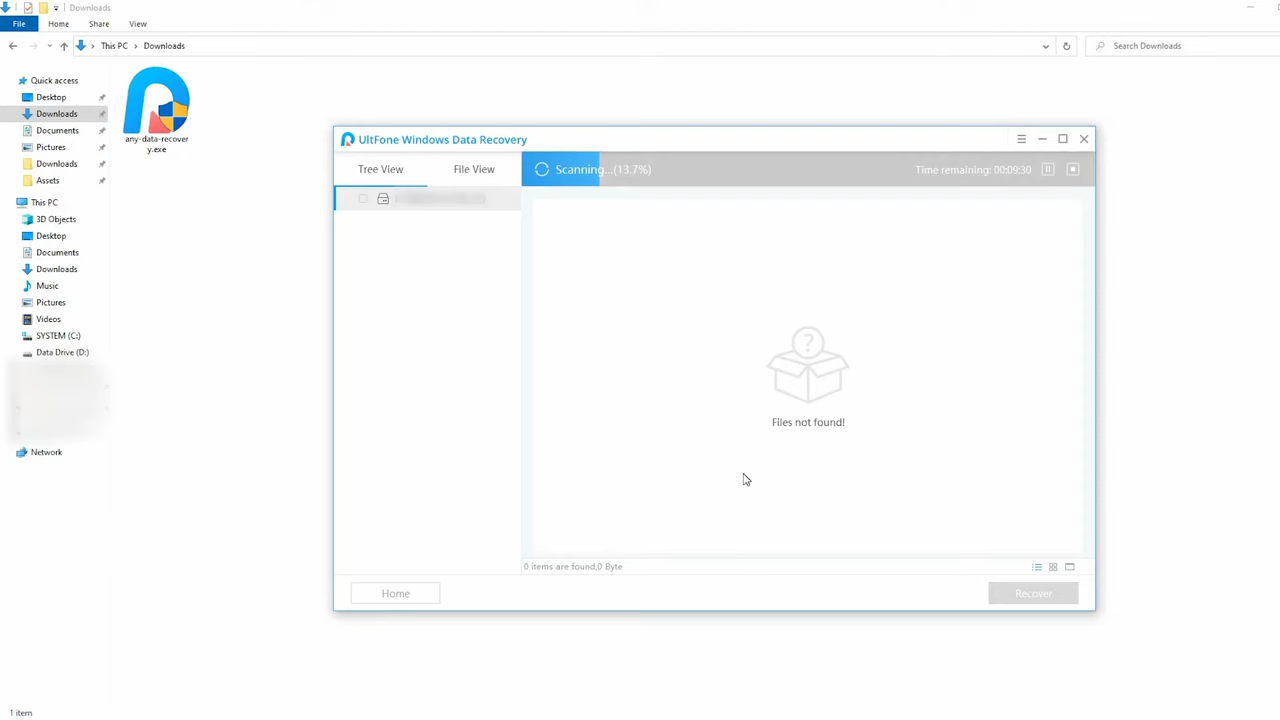 Downloads
File Home Share View
This PC > Downloads
Search Downloads
Quick access
Desktop
Downloads
Documents
Pictures
Downloads
Assets
This PC
3D Objects
Desktop
Documents
Downloads
Music
Pictures
Videos
SYSTEM (C:)
Data Drive (D:)
Network
1 item
any-data-recover
y.exe
UltFone Windows Data Recovery
Tree View File View
Scanning...(13.7%)
Time remaining: 00:09:30
?
Files not found!
0 items are found,0 Byte
Home
Recover